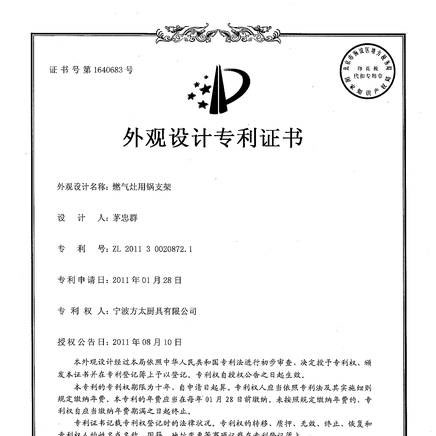 证书号第1640683号
外观设计专利证书
外观设计名称：燃气灶用锅支架
设计人：茅忠群
专利号：ZL 2011 3 0020872.1
专利申请日：2011年01月28日
专利权人：宁波方太厨具有限公司
授权公告日：2011年08月10日
本外观设计经过本局依照中华人民共和国专利法进行初步审查，决定授予专利权，颁
发本证书并在专利登记簿上予以登记。专利权自授权公告之日起生效。
本专利的专利权期限为十年，自申请日起算。专利权人应当依照专利法及其实施细则
规定缴纳年费。本专利的年费应当在每年01月28日前缴纳。未按照规定缴纳年费的，专利
权自应当缴纳年费期满之日起终止。
专利证书记载专利权登记时的法律状况。专利权的转移、质押、无效、终止、恢复和